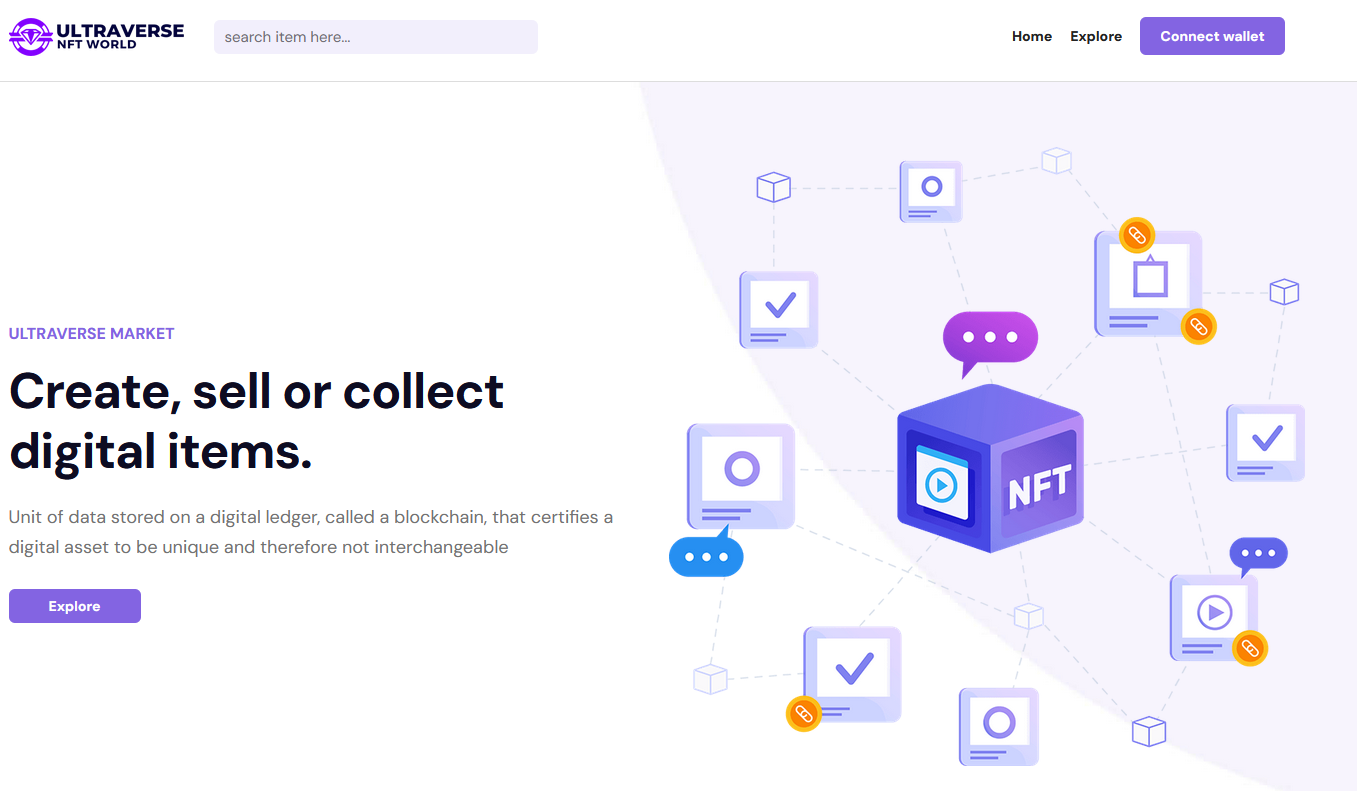 ULTRAVERSE
NFT WORLD
search item here...
Home
Explore
Connect wallet
ULTRAVERSE MARKET
Create, sell or collect
digital items.
Unit of data stored on a digital ledger, called a blockchain, that certifies a
digital asset to be unique and therefore not interchangeable
Explore
NFT